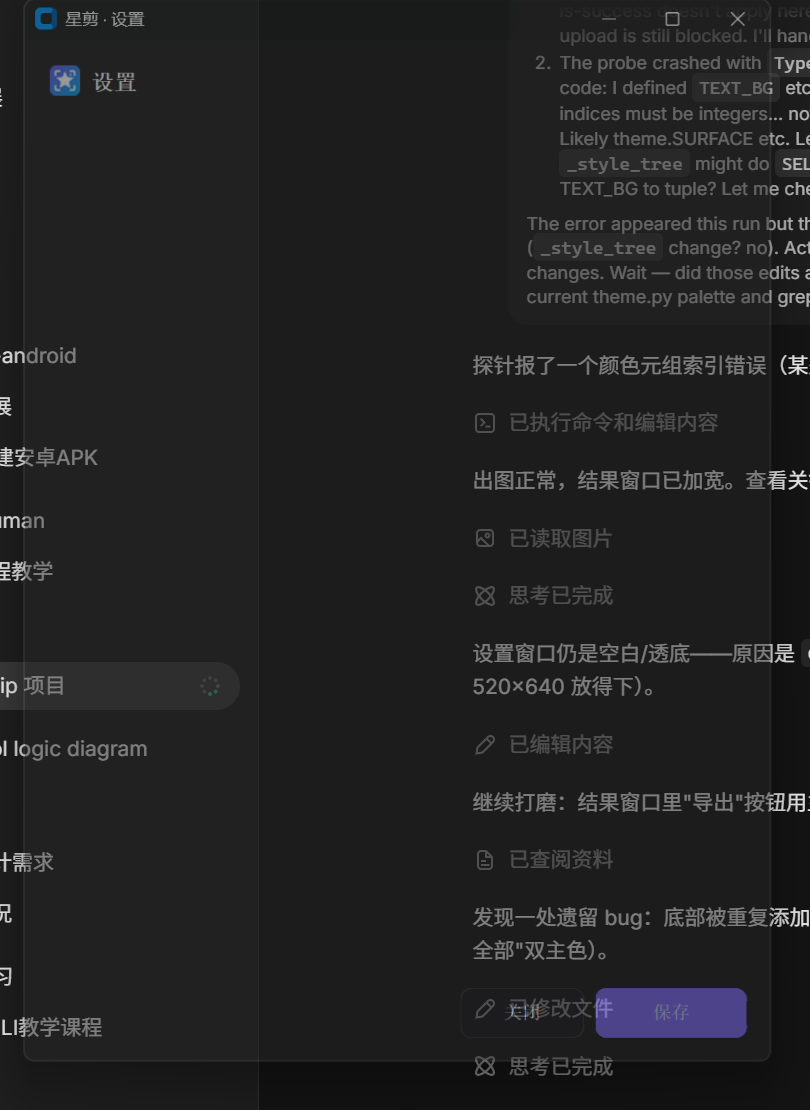 星剪 · 设置
设置
is-success doesn't apply here
upload is still blocked. I'll han
2. The probe crashed with Type
code: I defined TEXT_BG etc
indices must be integers... no
Likely theme.SURFACE etc. Le
_style_tree might do SEL
TEXT_BG to tuple? Let me che
The error appeared this run but th
(_style_tree change? no). Act
changes. Wait — did those edits a
current theme.py palette and grep
-android
探针报了一个颜色元组索引错误（某
展
已执行命令和编辑内容
建安卓APK
出图正常，结果窗口已加宽。查看关
uman
已读取图片
程教学
思考已完成
设置窗口仍是空白/透底——原因是
ip 项目
520×640 放得下）。
ol logic diagram
已编辑内容
继续打磨：结果窗口里"导出"按钮用
计需求
已查阅资料
况
发现一处遗留 bug：底部被重复添加
全部"双主色）。
习
已修改文件
关闭
保存
LI教学课程
思考已完成